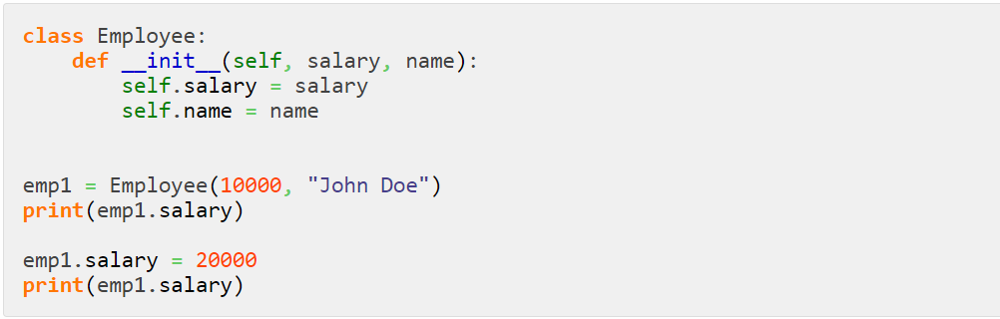 class Employee:
    def __init__(self, salary, name):
        self.salary = salary
        self.name = name
emp1 = Employee(10000, "John Doe")
print(emp1.salary)
emp1.salary = 20000
print(emp1.salary)